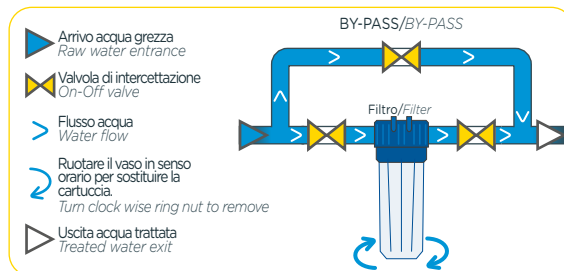 Arrivo acqua grezza
Raw water entrance
Valvola di intercettazione
On-Off valve
Flusso acqua
Water flow
Ruotare il vaso in senso
orario per sostituire la
cartuccia.
Turn clock wise ring nut to remove
Uscita acqua trattata
Treated water exit
BY-PASS/BY-PASS
Filtro/Filter